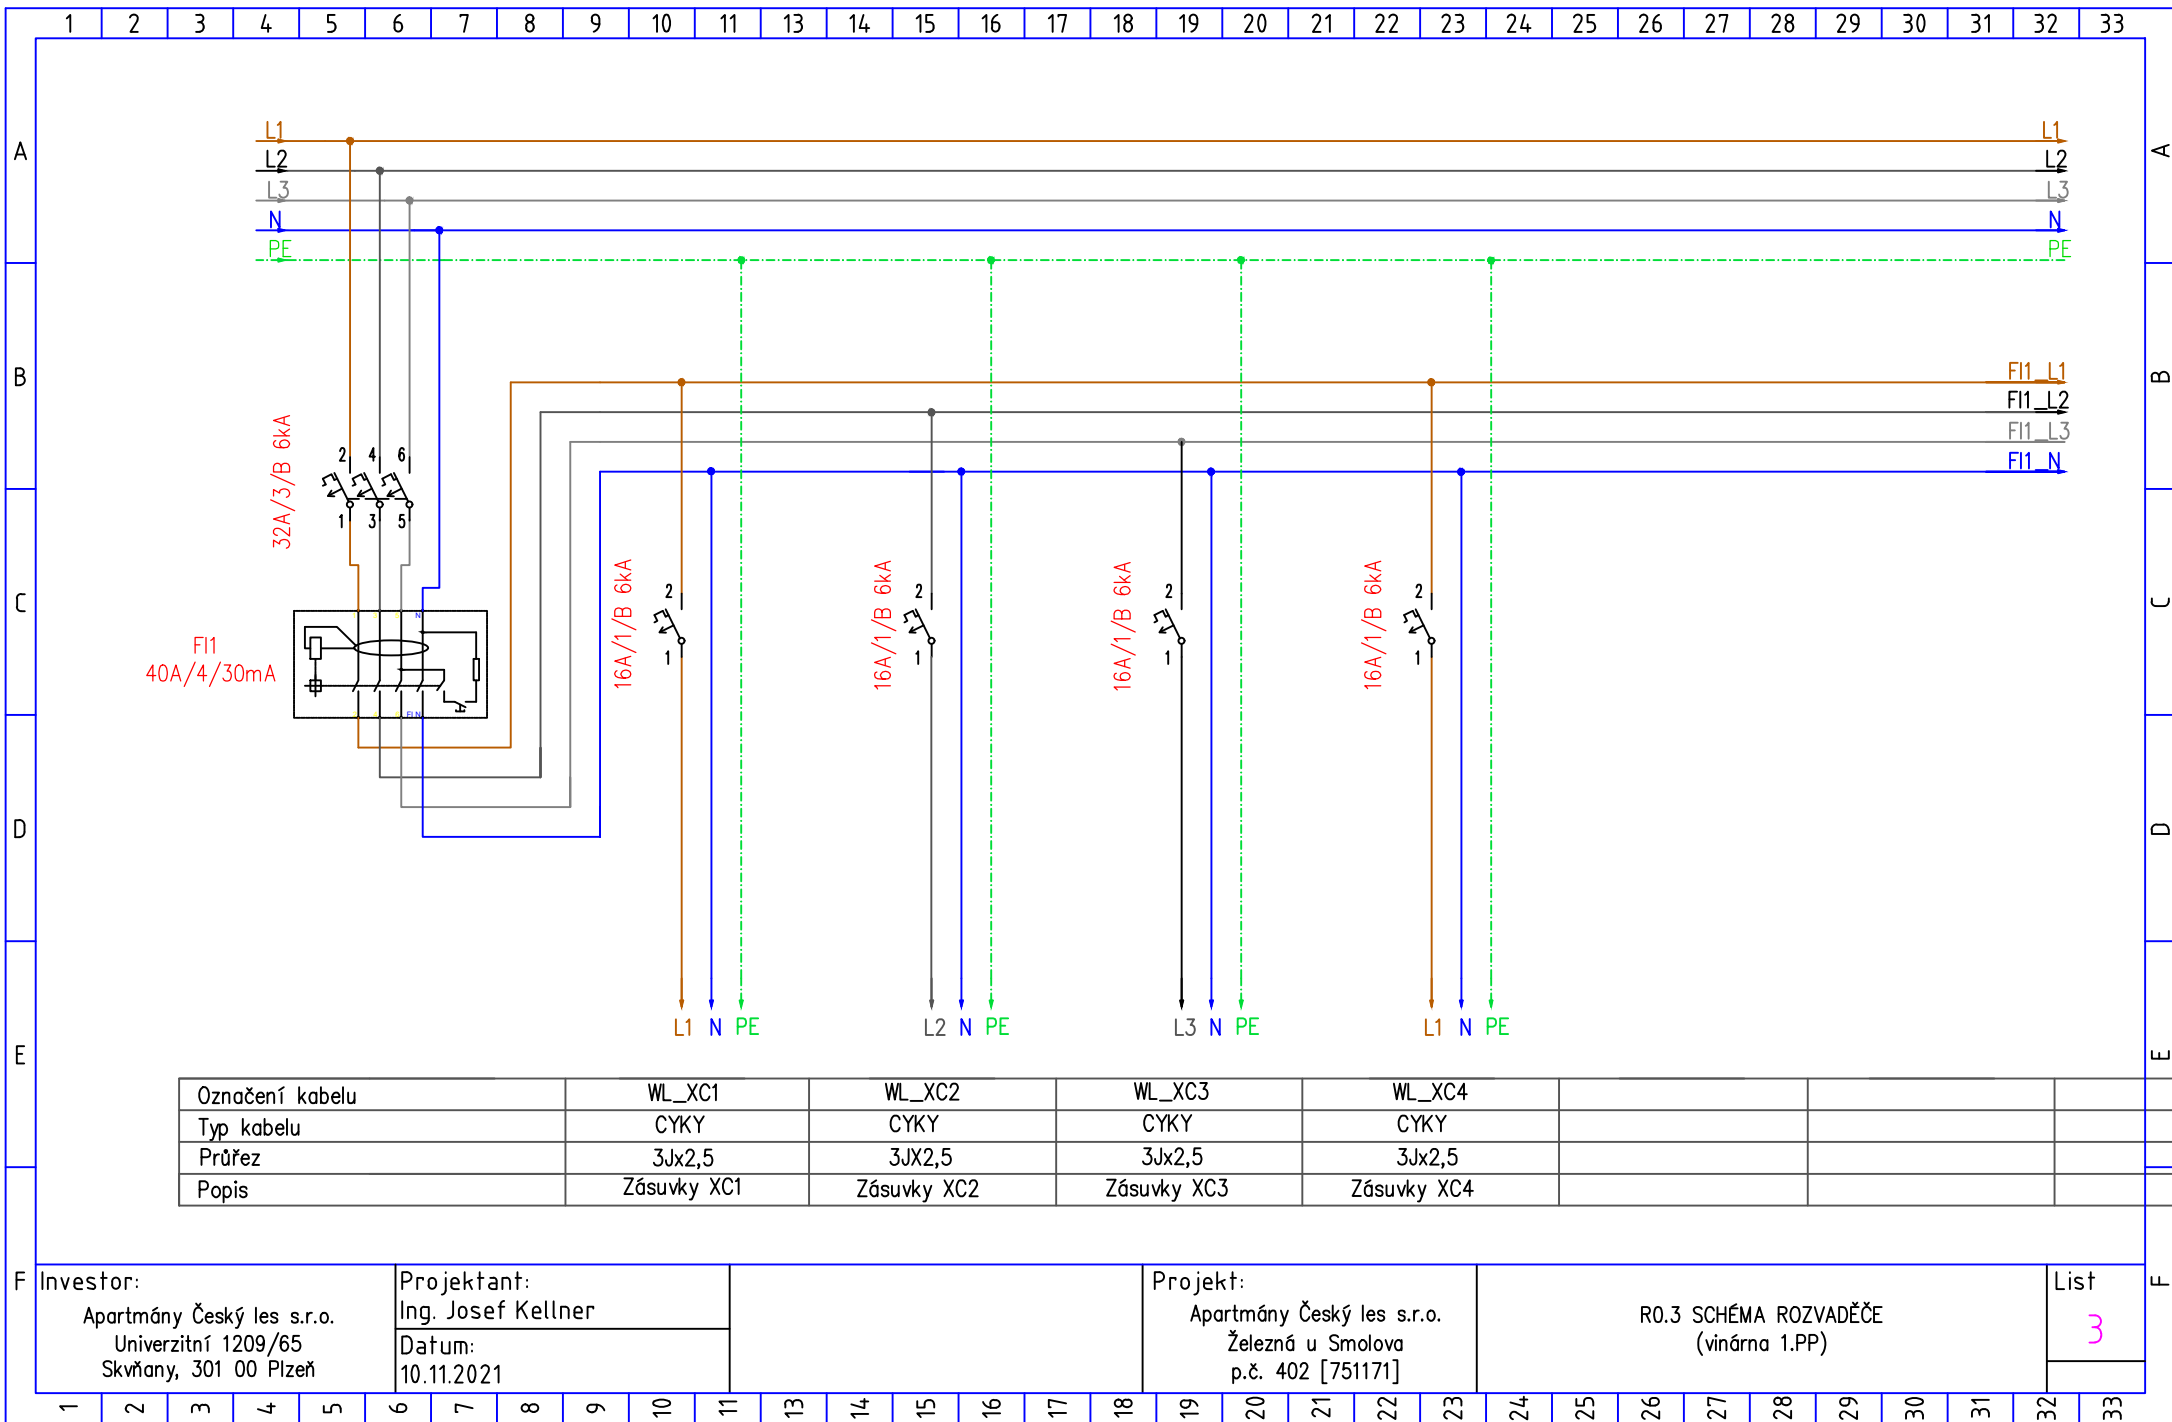 1 2 3 4 5 6 7 8 9 10 11 13 14 15 16 17 18 19 20 21 22 23 24 25 26 27 28 29 30 31 32 33
A A
L1 L1
L2 L2
L3 L3
N N
PE PE
B B
FI1_L1
FI1_L2
FI1_L3
FI1_N
32A/3/B 6kA
2 4 6
1 3 5
C C
16A/1/B 6kA
2
1
16A/1/B 6kA
2
1
16A/1/B 6kA
2
1
16A/1/B 6kA
2
1
FI1
40A/4/30mA
N
FI_N
D D
L1 N PE
L2 N PE
L3 N PE
L1 N PE
E E
Označení kabelu WL_XC1 WL_XC2 WL_XC3 WL_XC4
Typ kabelu CYKY CYKY CYKY CYKY
Průřez 3Jx2,5 3JX2,5 3Jx2,5 3Jx2,5
Popis Zásuvky XC1 Zásuvky XC2 Zásuvky XC3 Zásuvky XC4
F F
Investor:
Apartmány Český les s.r.o.
Univerzitní 1209/65
Skvňany, 301 00 Plzeň
Projektant:
Ing. Josef Kellner
Datum:
10.11.2021
Projekt:
Apartmány Český les s.r.o.
Železná u Smolova
p.č. 402 [751171]
R0.3 SCHÉMA ROZVADĚČE
(vinárna 1.PP)
List
3
1 2 3 4 5 6 7 8 9 10 11 13 14 15 16 17 18 19 20 21 22 23 24 25 26 27 28 29 30 31 32 33